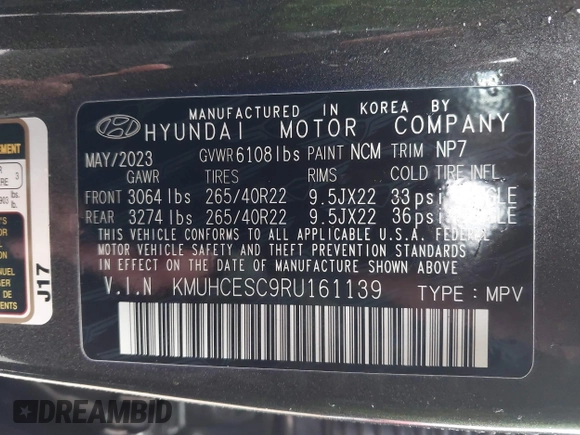 MANUFACTURED IN KOREA BY
HYUNDAI MOTOR COMPANY
MAY/2023 GVWR 6108 lbs PAINT NCM TRIM NP7
GAWR TIRES RIMS COLD TIRE INFL.
FRONT 3064 lbs 265/40R22 9.5JX22 33 psi
REAR 3274 lbs 265/40R22 9.5JX22 36 psi
THIS VEHICLE CONFORMS TO ALL APPLICABLE U.S.A. FEDERAL
MOTOR VEHICLE SAFETY AND THEFT PREVENTION STANDARDS
IN EFFECT ON THE DATE OF MANUFACTURE SHOWN ABOVE.
V.I.N KMUHCESC9RU161139 TYPE : MPV
J17
DREAMBID